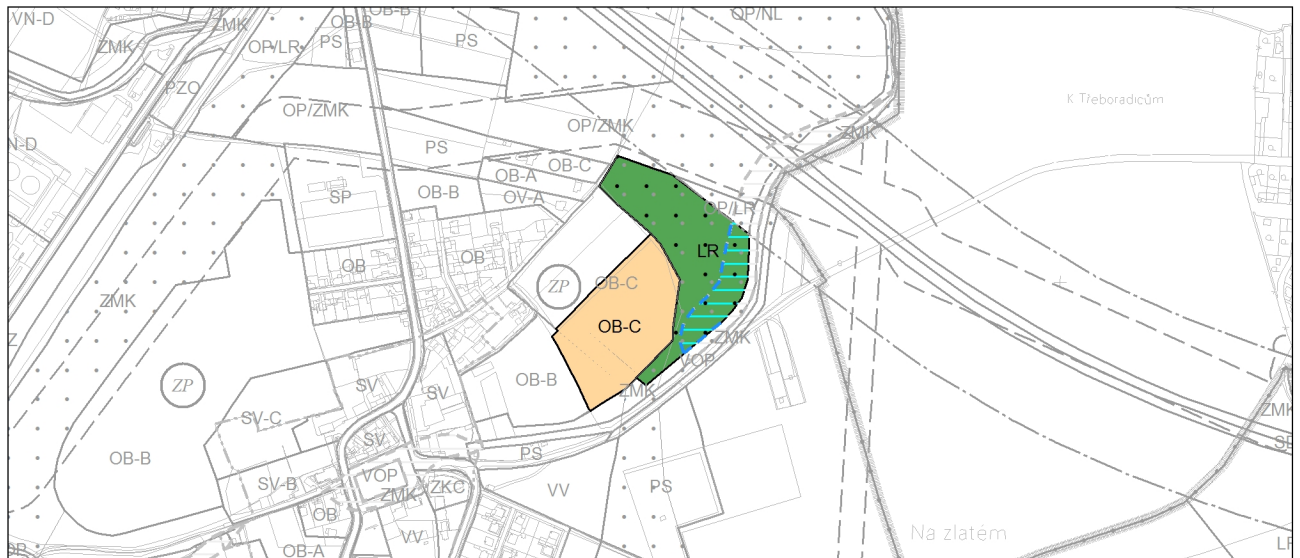 VN-D
ZMK
ZMK
OB-B
OB-B
OP/LR
PS
PS
OP/NL
PZO
K Třeboradicům
OP/ZMK
OP/ZMK
ZMK
N-D
PS
OB-C
OB-A
OB-B
OV-A
SP
OP/LR
LR
OB
OB
ZP
OB-C
ZMK
OB-C
ZMK
VOP
OB-B
ZMK
SV
SV
ZP
SV-C
SV
OB-B
PS
SV-B
VOP
ZMK
ZKC
VV
PS
OB
VV
OB-A
Na zlatém
ZMK